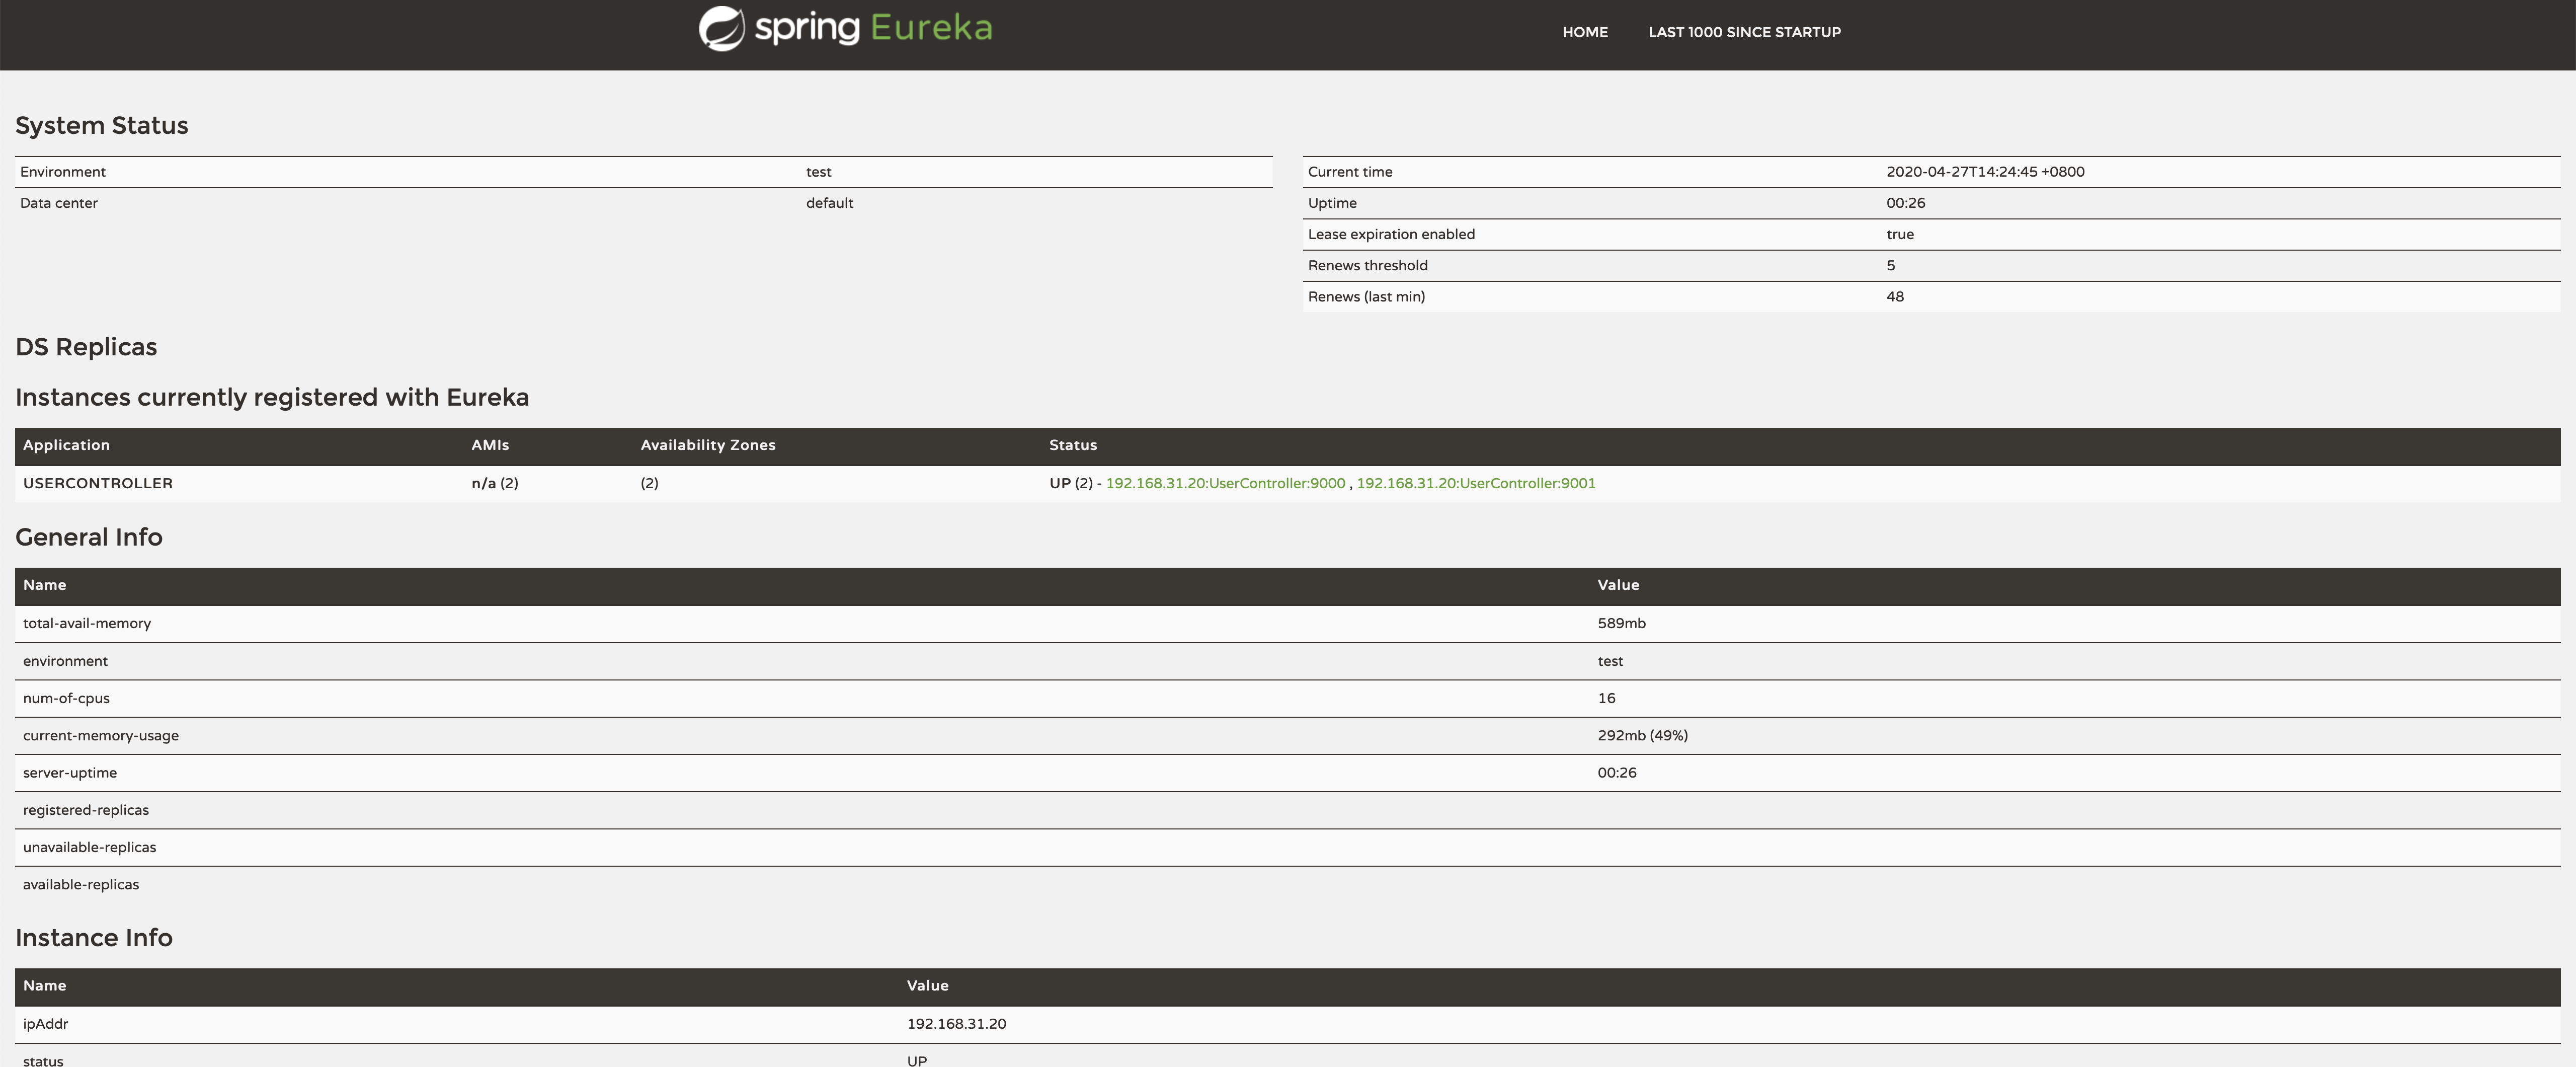 spring Eureka
HOME LAST 1000 SINCE STARTUP
System Status
Environment test
Data center default
Current time 2020-04-27T14:24:45 +0800
Uptime 00:26
Lease expiration enabled true
Renews threshold 5
Renews (last min) 48
DS Replicas
Instances currently registered with Eureka
Application AMIs Availability Zones Status
USERCONTROLLER n/a (2) (2) UP (2) - 192.168.31.20:UserController:9000 , 192.168.31.20:UserController:9001
General Info
Name Value
total-avail-memory 589mb
environment test
num-of-cpus 16
current-memory-usage 292mb (49%)
server-uptime 00:26
registered-replicas
unavailable-replicas
available-replicas
Instance Info
Name Value
ipAddr 192.168.31.20
status UP